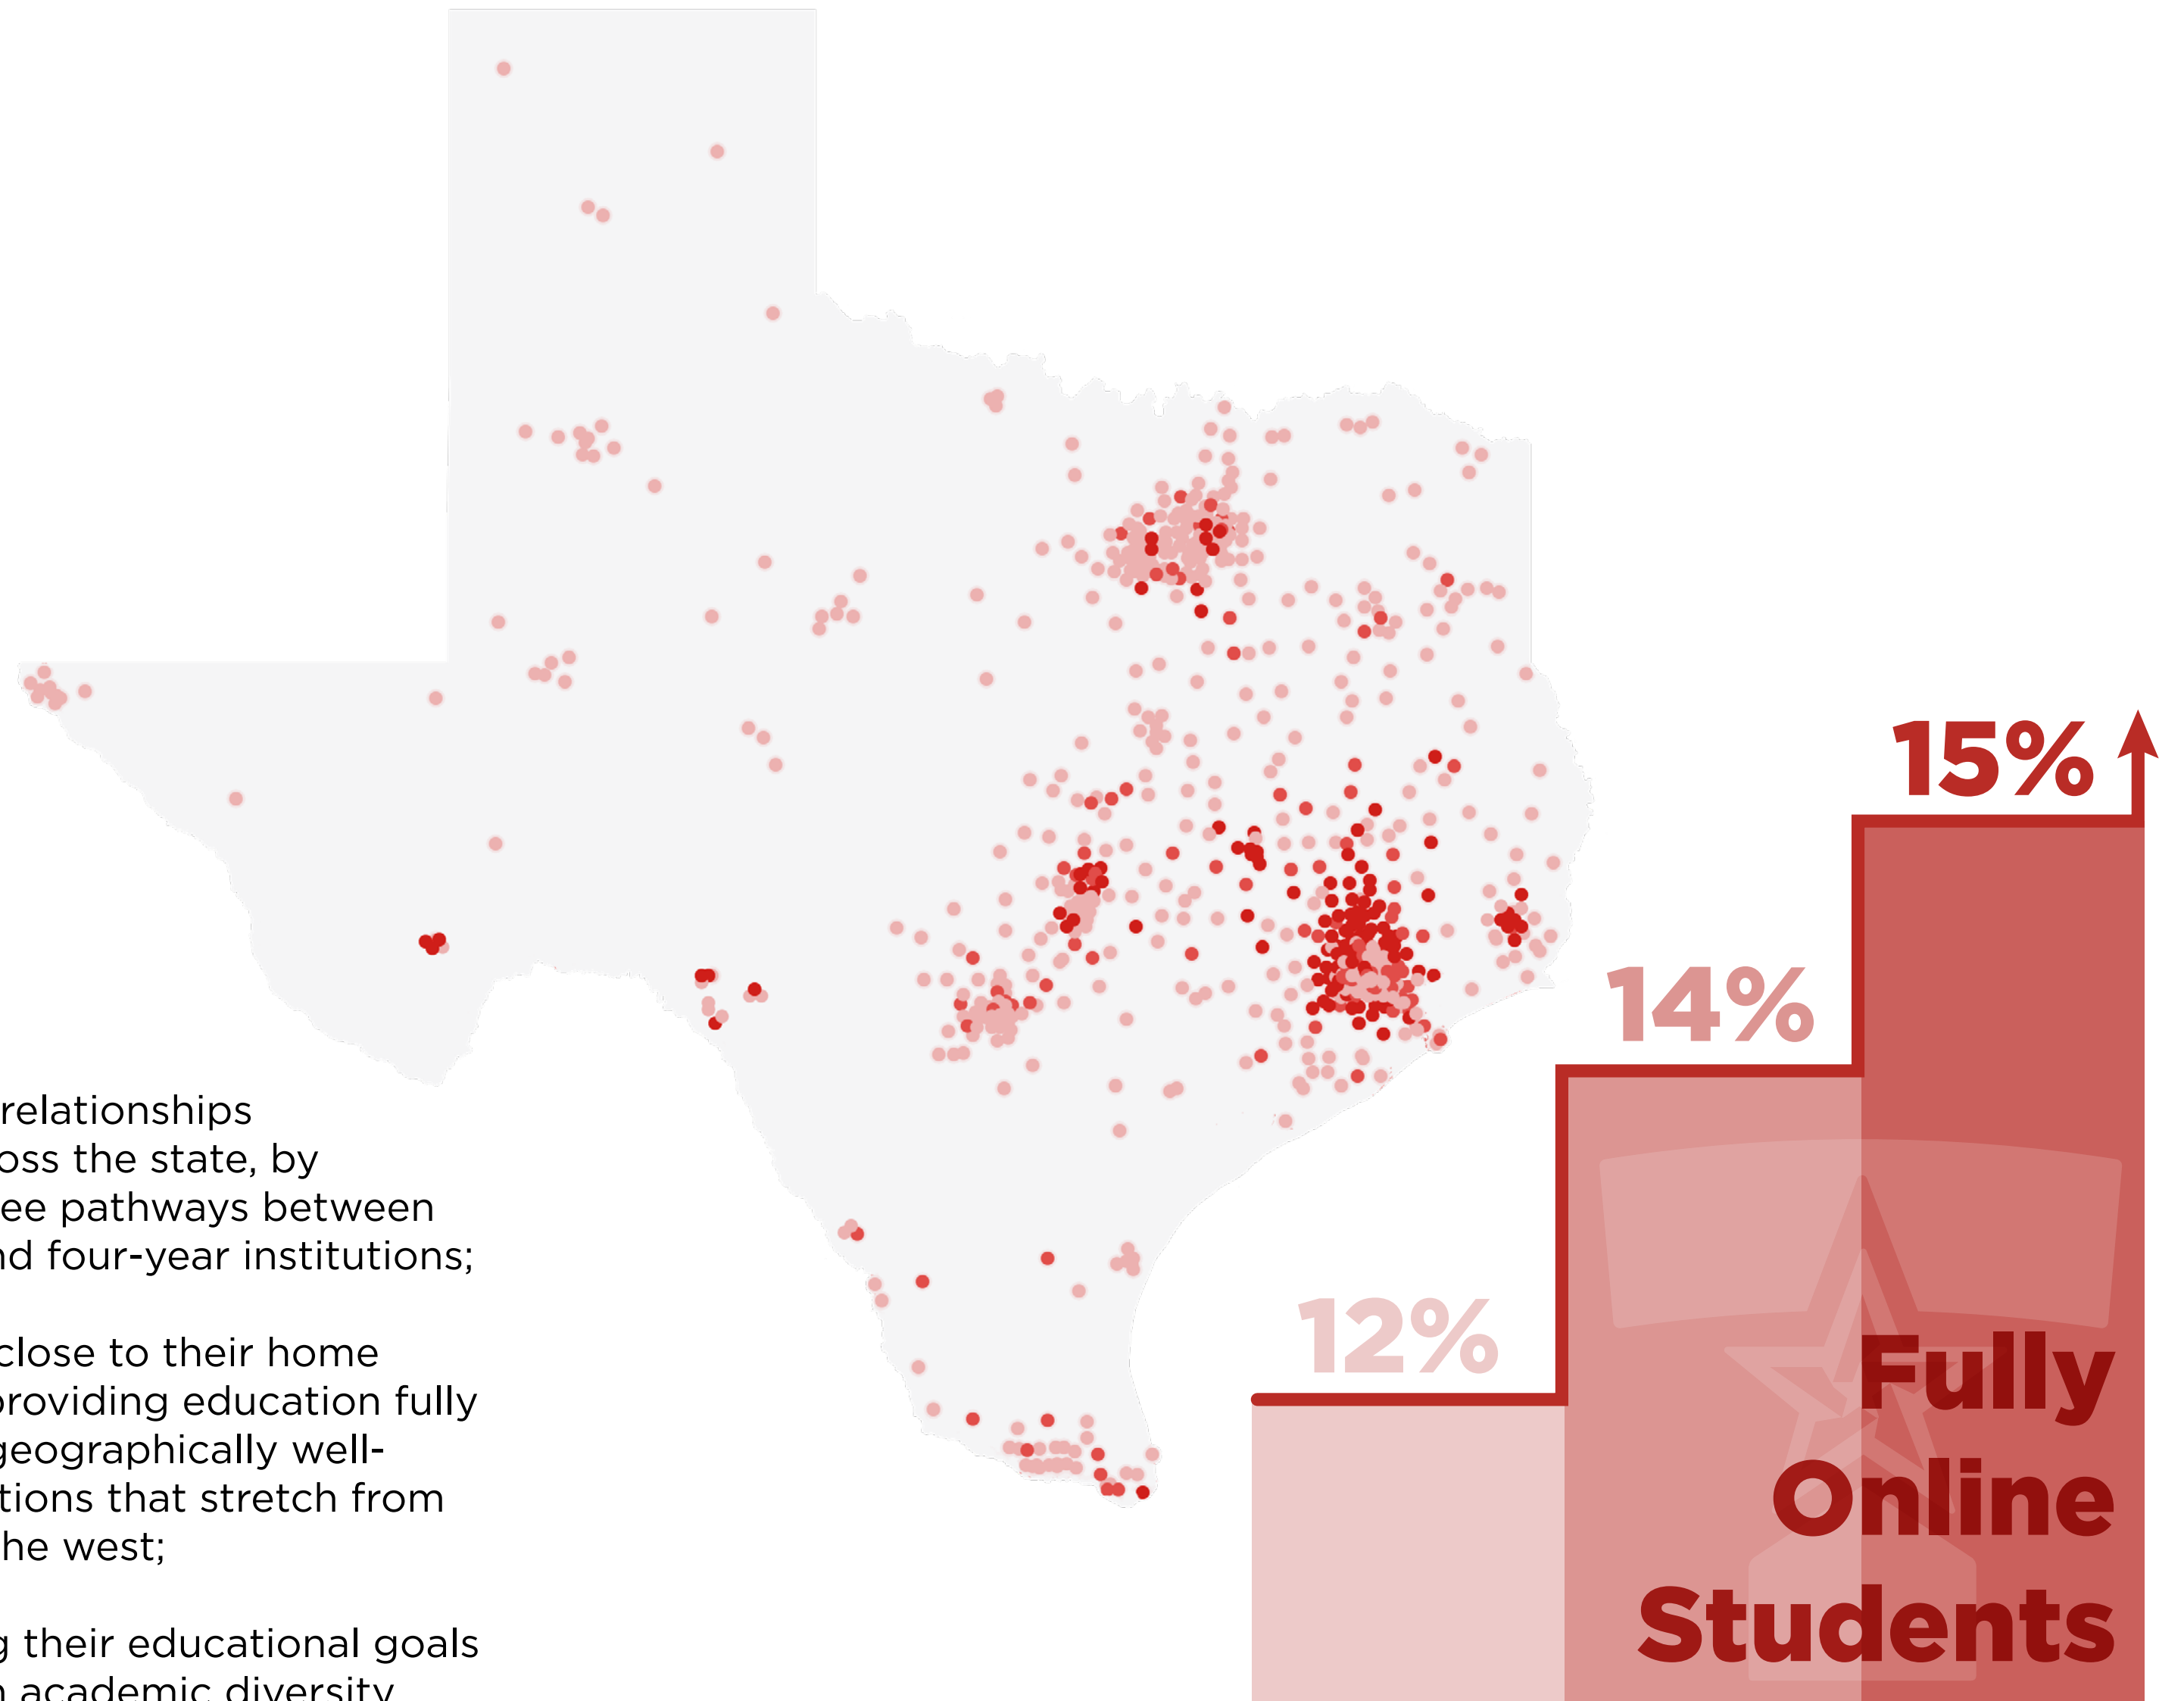 relationships
oss the state, by
ee pathways between
nd four-year institutions;
close to their home
providing education fully
geographically well-
tions that stretch from
he west;
g their educational goals
n academic diversity
15%
14%
12%
Fully
Online
Students